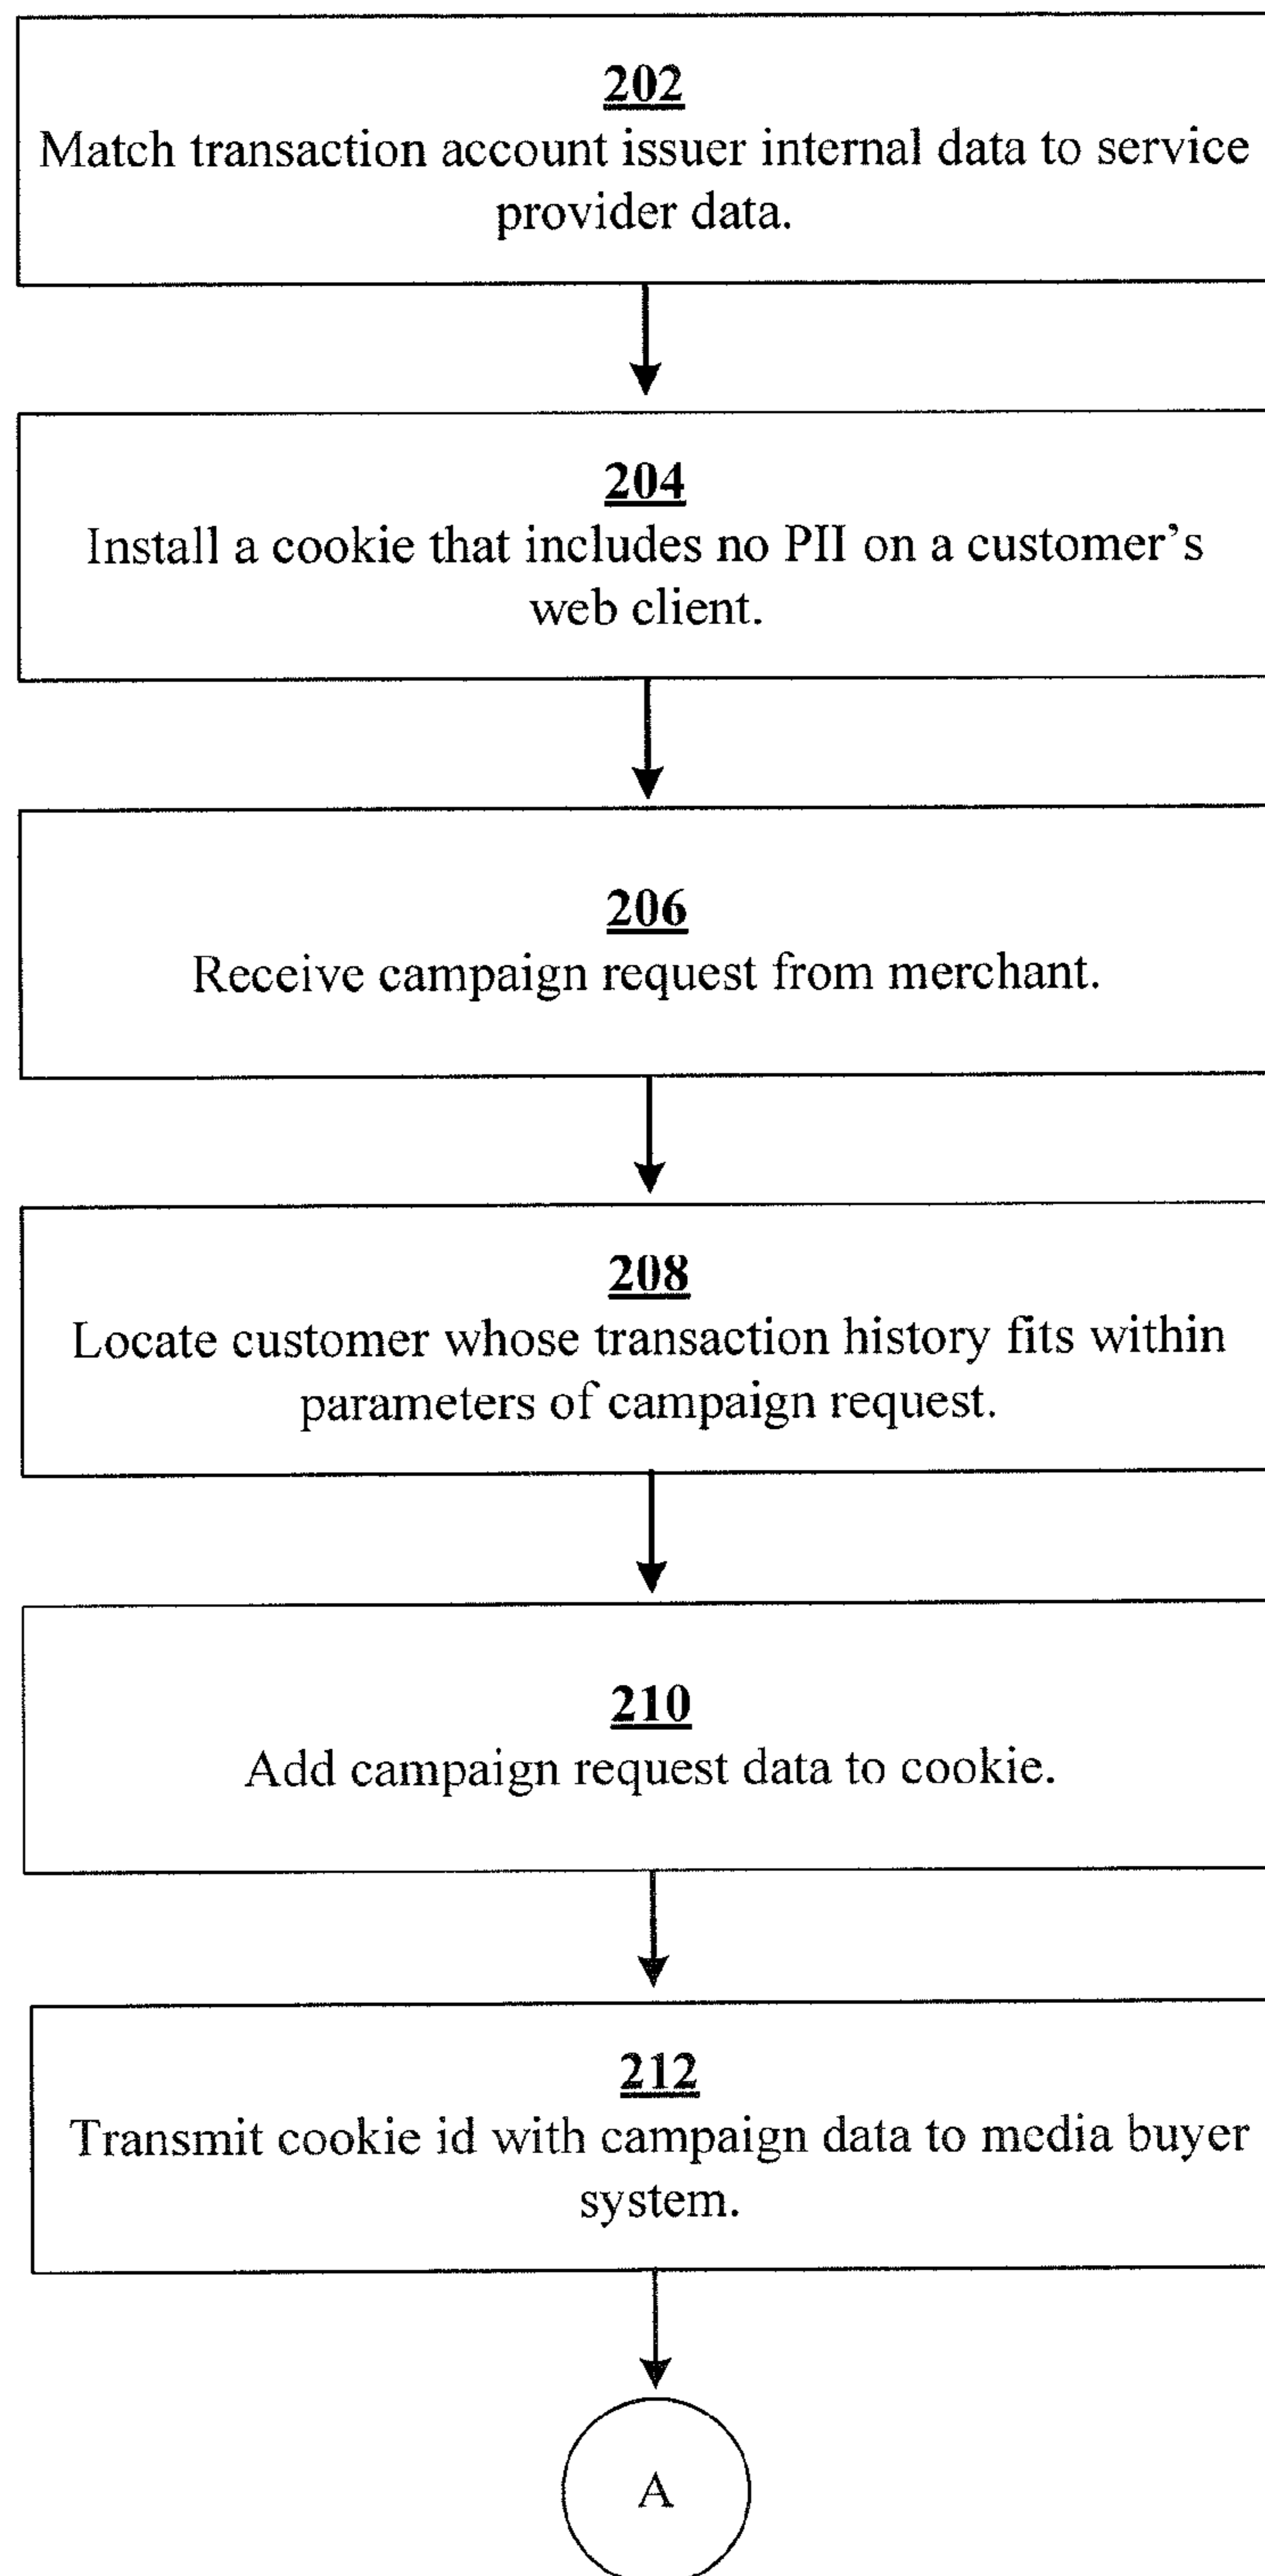 202
Match transaction account issuer internal data to service
provider data.
204
Install a cookie that includes no PII on a customer’s
web client.
206
Receive campaign request from merchant.
208
Locate customer whose transaction history fits within
parameters of campaign request.
210
Add campaign request data to cookie.
212
Transmit cookie id with campaign data to media buyer
system.
A